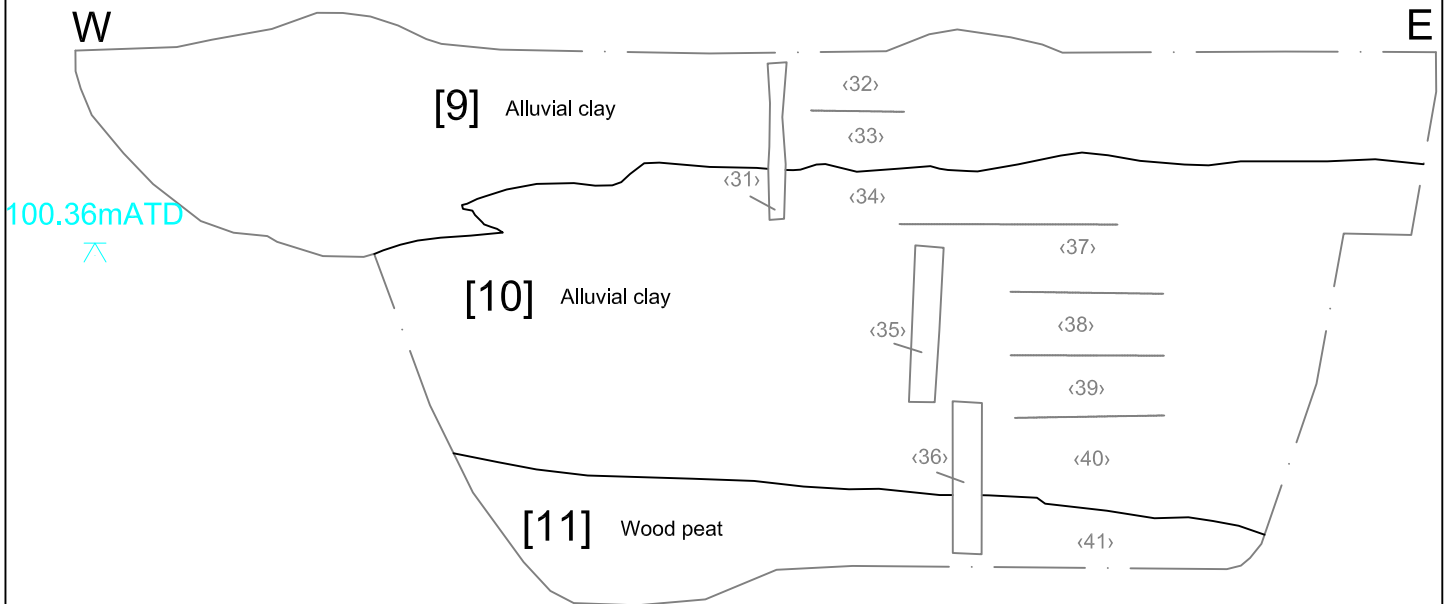 W E
[9] Alluvial clay
‹32›
‹33›
‹31›
‹34›
100.36mATD
‹37›
[10] Alluvial clay
‹35›
‹38›
‹39›
‹36›
‹40›
[11] Wood peat
‹41›